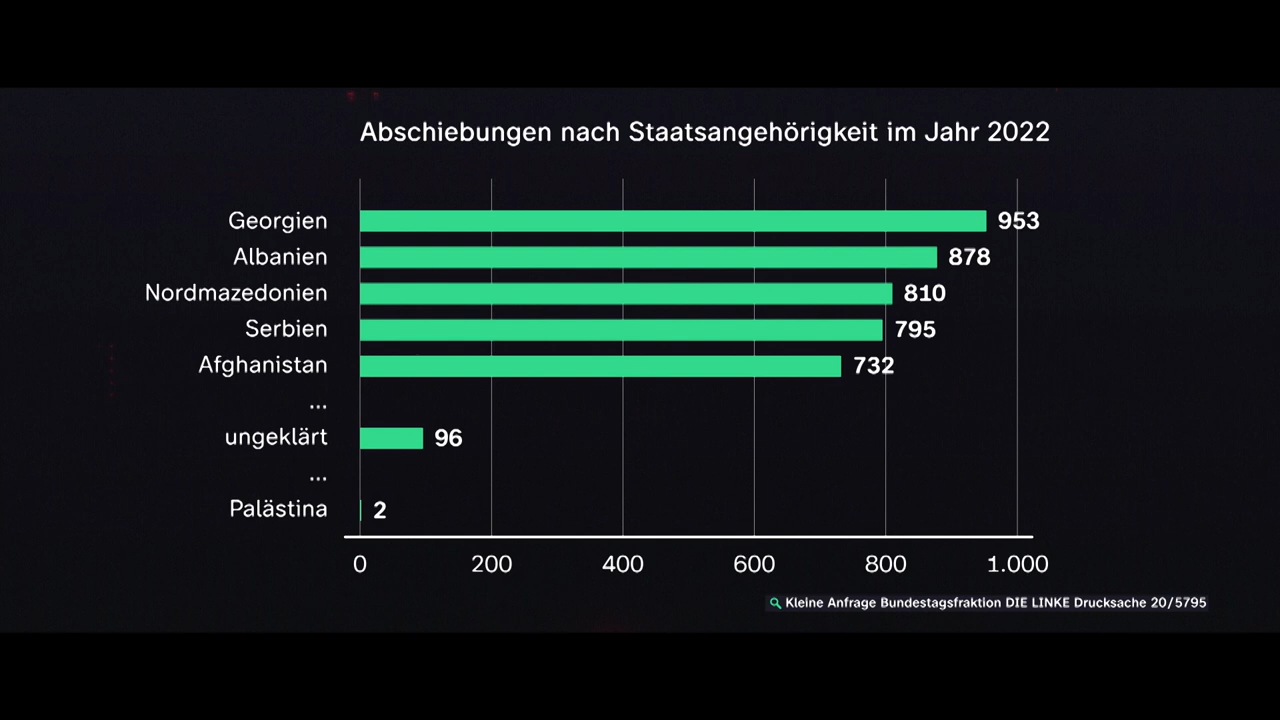 Abschiebungen nach Staatsangehörigkeit im Jahr 2022
Georgien 953
Albanien 878
Nordmazedonien 810
Serbien 795
Afghanistan 732
...
ungeklärt 96
...
Palästina 2
0 200 400 600 800 1.000
Kleine Anfrage Bundestagsfraktion DIE LINKE Drucksache 20/5795